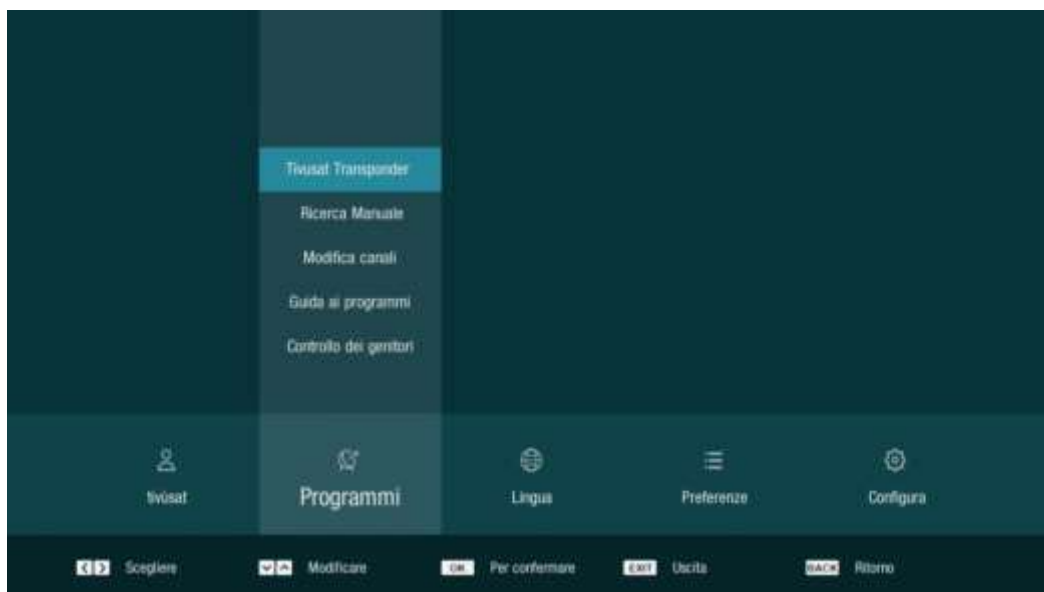 Tivusat Transponder
Ricerca Manuale
Modifica canali
Guida ai programmi
Controllo dei genitori
tivùsat
Programmi
Lingua
Preferenze
Configura
Scegliere
Modificare
OK
Per confermare
EXIT
Uscita
BACK
Ritorno